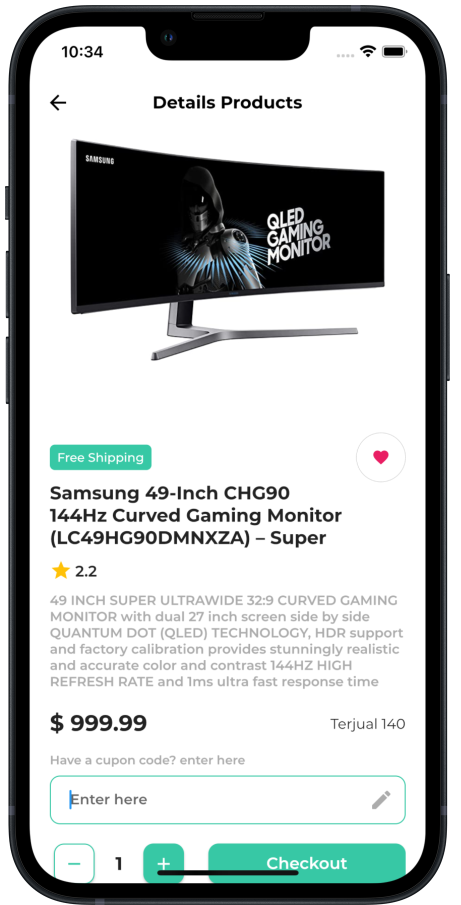 10:34
Details Products
SAMSUNG
QLED
GAMING
MONITOR
Free Shipping
Samsung 49-Inch CHG90
144Hz Curved Gaming Monitor
(LC49HG90DMNXZA) – Super
2.2
49 INCH SUPER ULTRAWIDE 32:9 CURVED GAMING
MONITOR with dual 27 inch screen side by side
QUANTUM DOT (QLED) TECHNOLOGY, HDR support
and factory calibration provides stunningly realistic
and accurate color and contrast 144HZ HIGH
REFRESH RATE and 1ms ultra fast response time
$ 999.99
Terjual 140
Have a cupon code? enter here
Enter here
− 1 + Checkout